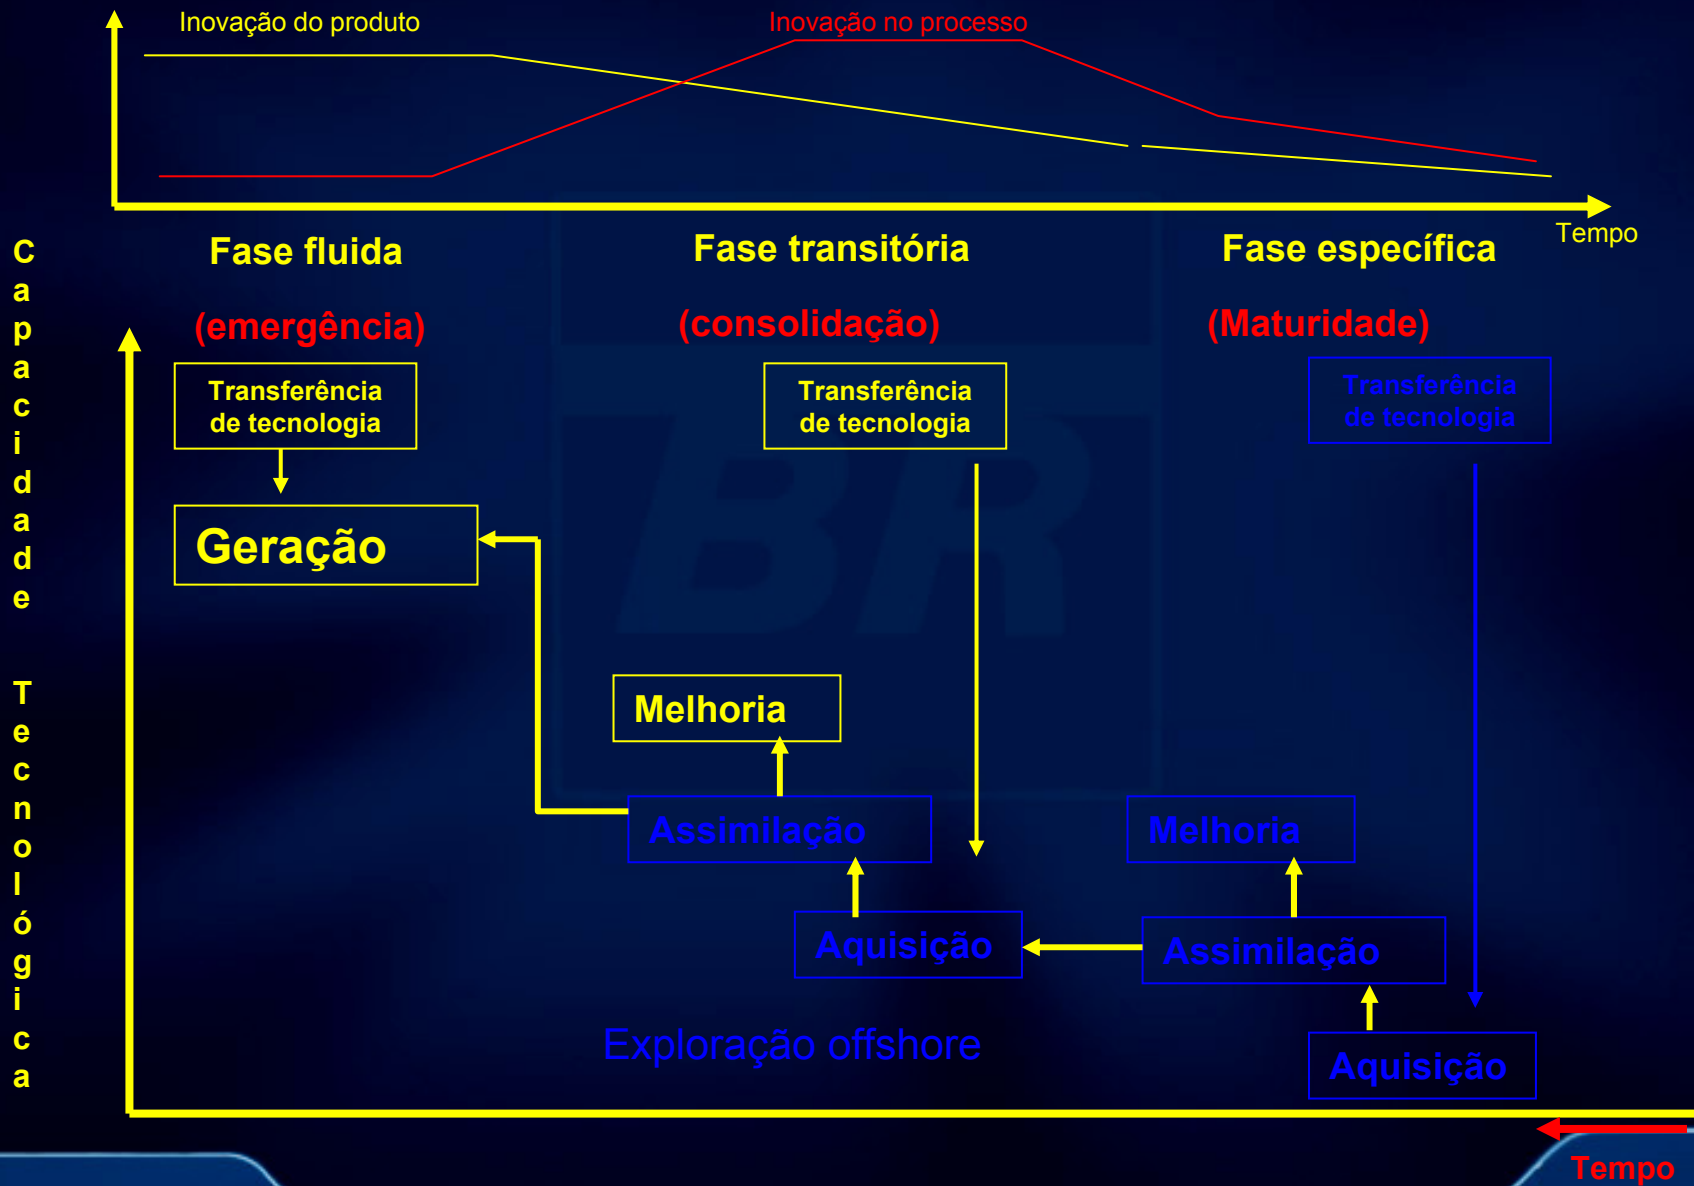 Inovação do produto
Inovação no processo
Tempo
Fase fluida
Fase transitória
Fase específica
(emergência)
(consolidação)
(Maturidade)
Capacidade Tecnológica
Transferência
de tecnologia
Transferência
de tecnologia
Transferência
de tecnologia
Geração
BR
Melhoria
Assimilação
Melhoria
Aquisição
Assimilação
Exploração offshore
Aquisição
Tempo